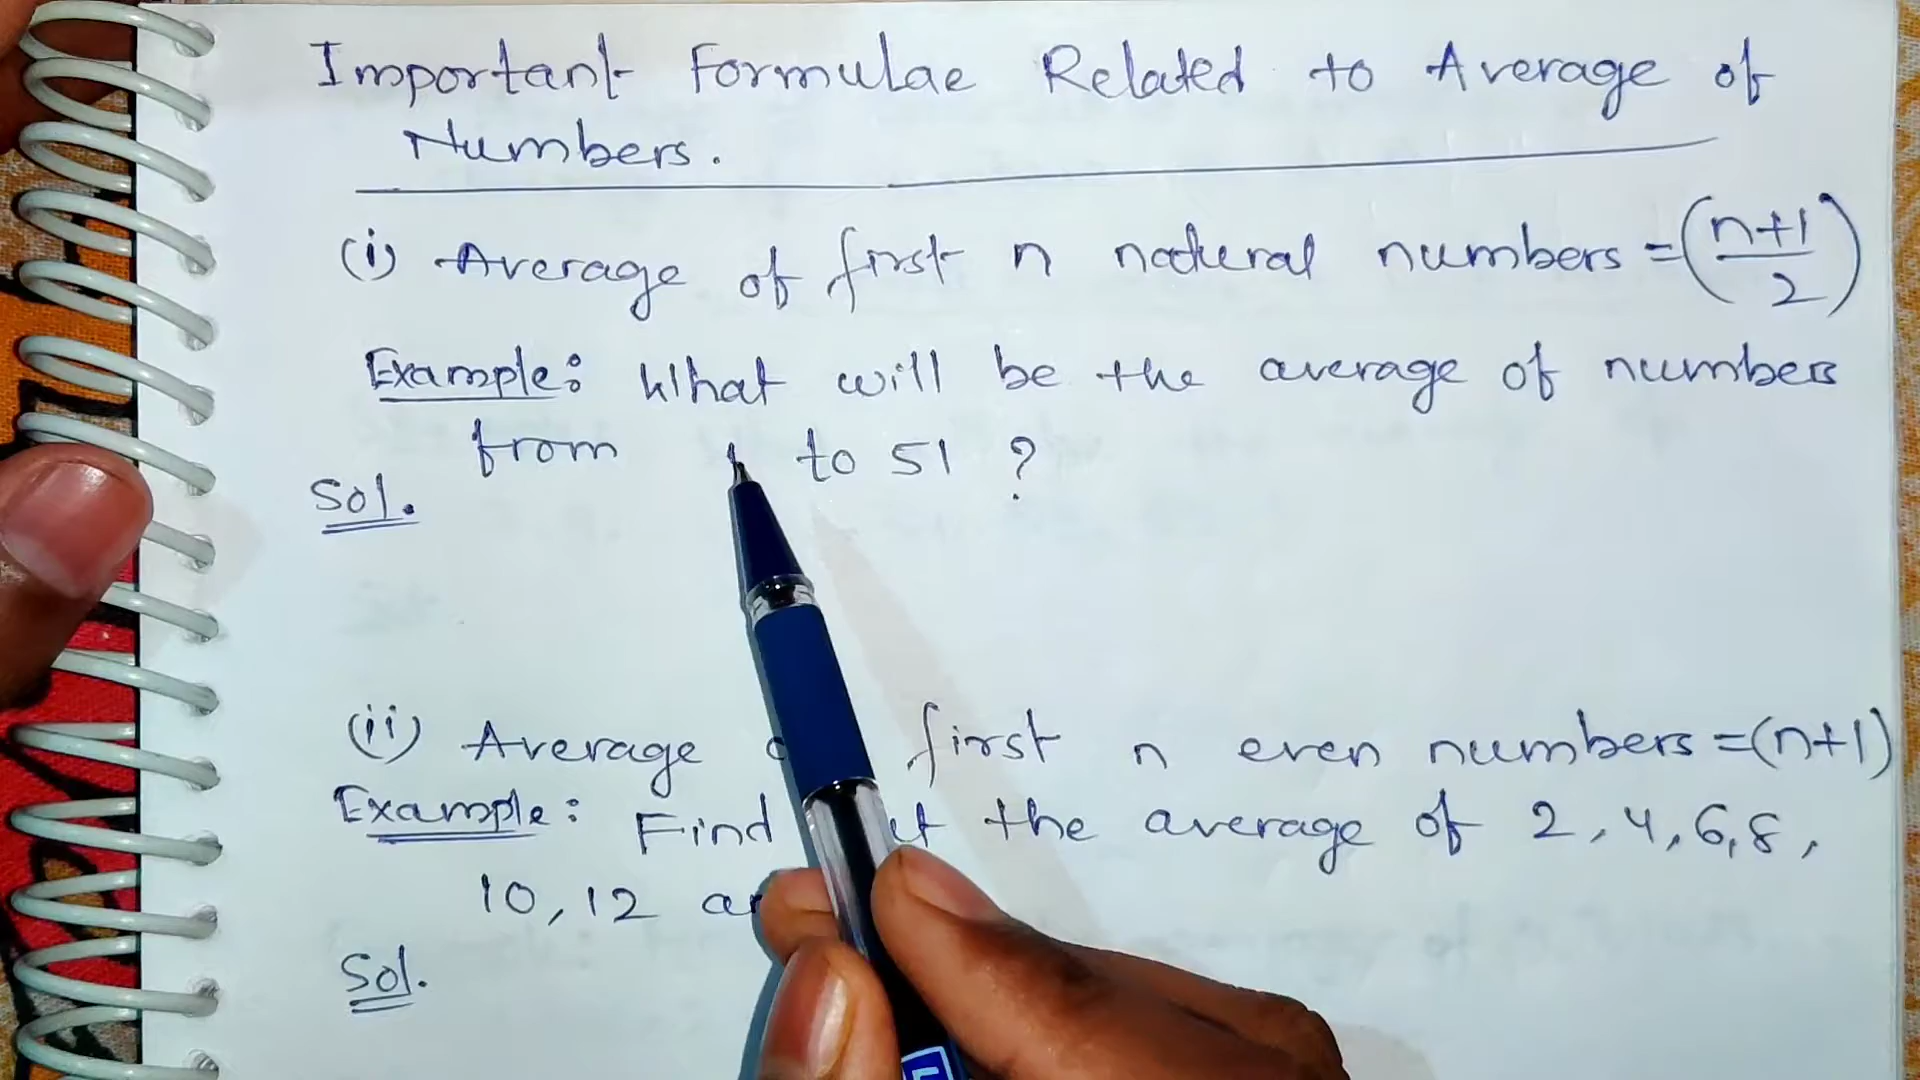 Important Formulae Related to Average of
Numbers.
(i) Average of first n natural numbers = (n+1/2)
Example: What will be the average of numbers
from 1 to 51 ?
Sol.
(ii) Average first n even numbers = (n+1)
Example: Find the average of 2, 4, 6, 8,
10, 12
Sol.